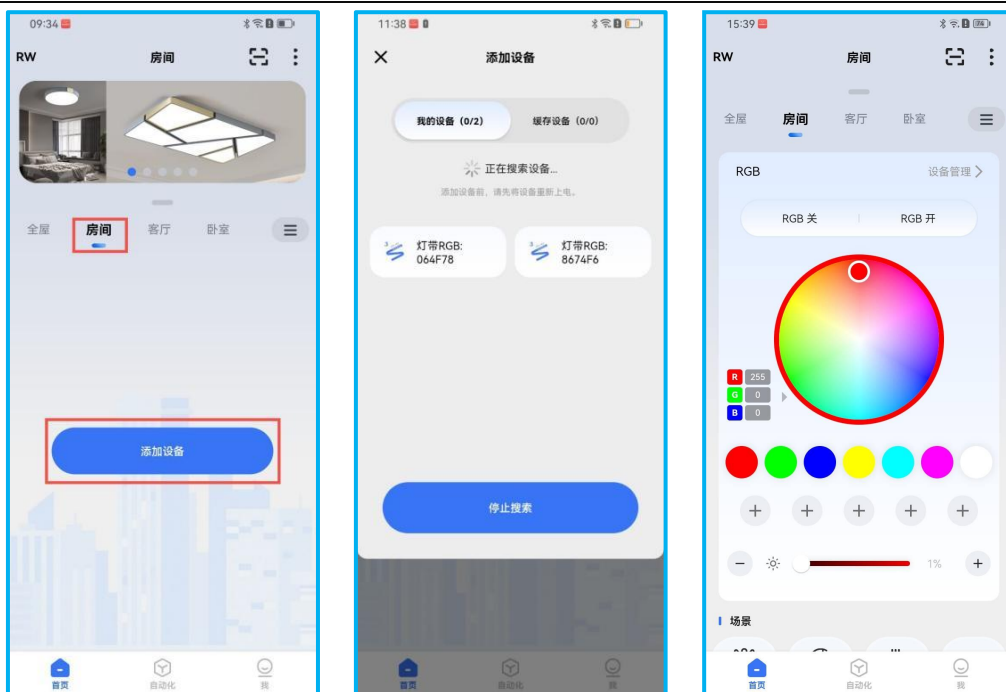 09:34
RW
房间
全屋
房间
客厅
卧室
添加设备
首页
自动化
我
11:38
添加设备
我的设备（0/2）
缓存设备（0/0）
正在搜索设备...
添加设备前，请先将设备重新上电。
灯带RGB:
064F78
灯带RGB:
8674F6
停止搜索
首页
自动化
我
15:39
RW
房间
全屋
房间
客厅
卧室
RGB
设备管理
RGB 关
RGB 开
R 255
G 0
B 0
1%
场景
首页
自动化
我